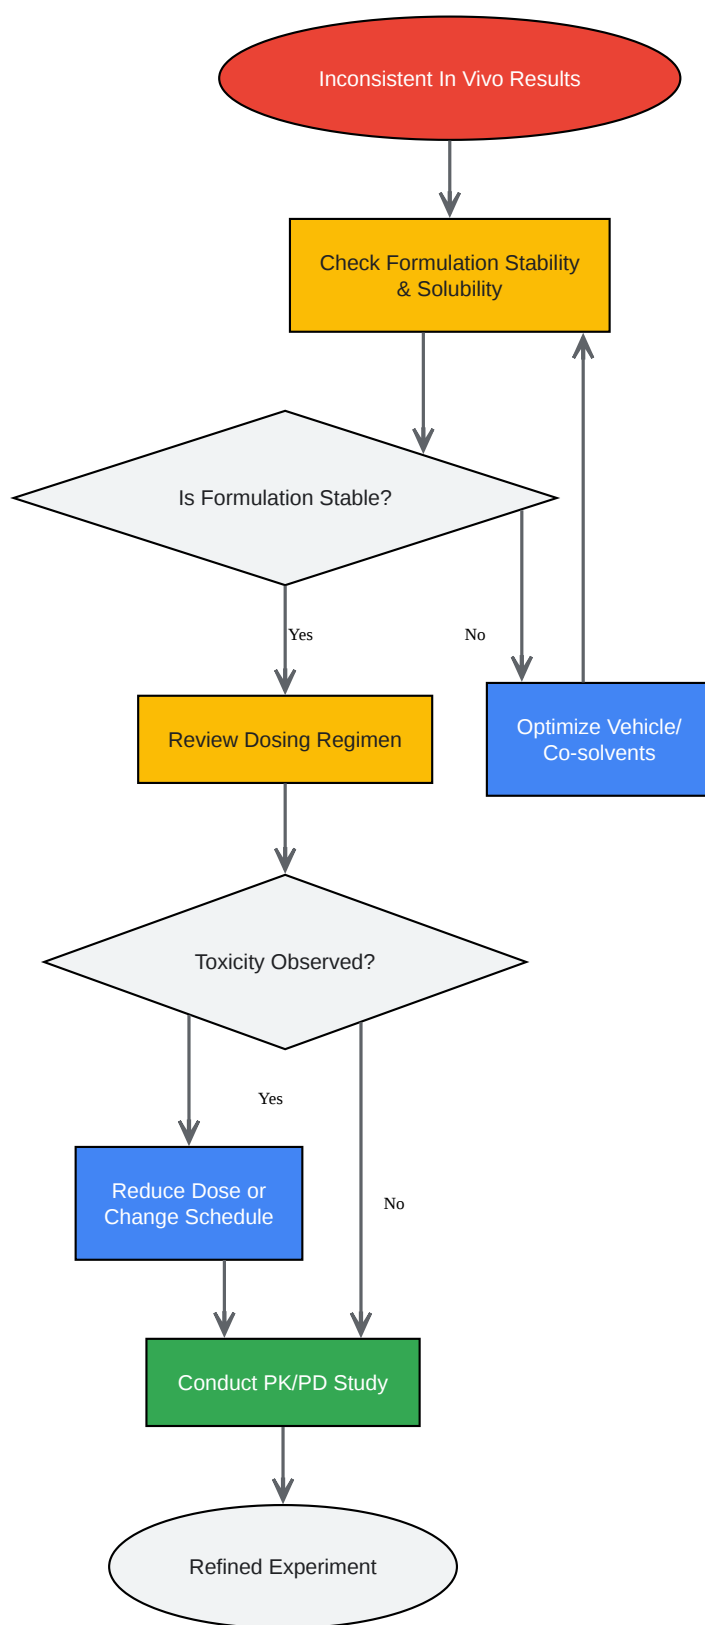 Inconsistent In Vivo Results
Check Formulation Stability
& Solubility
Is Formulation Stable?
Yes
No
Optimize Vehicle/
Co-solvents
Review Dosing Regimen
Toxicity Observed?
Yes
Reduce Dose or
Change Schedule
No
Conduct PK/PD Study
Refined Experiment